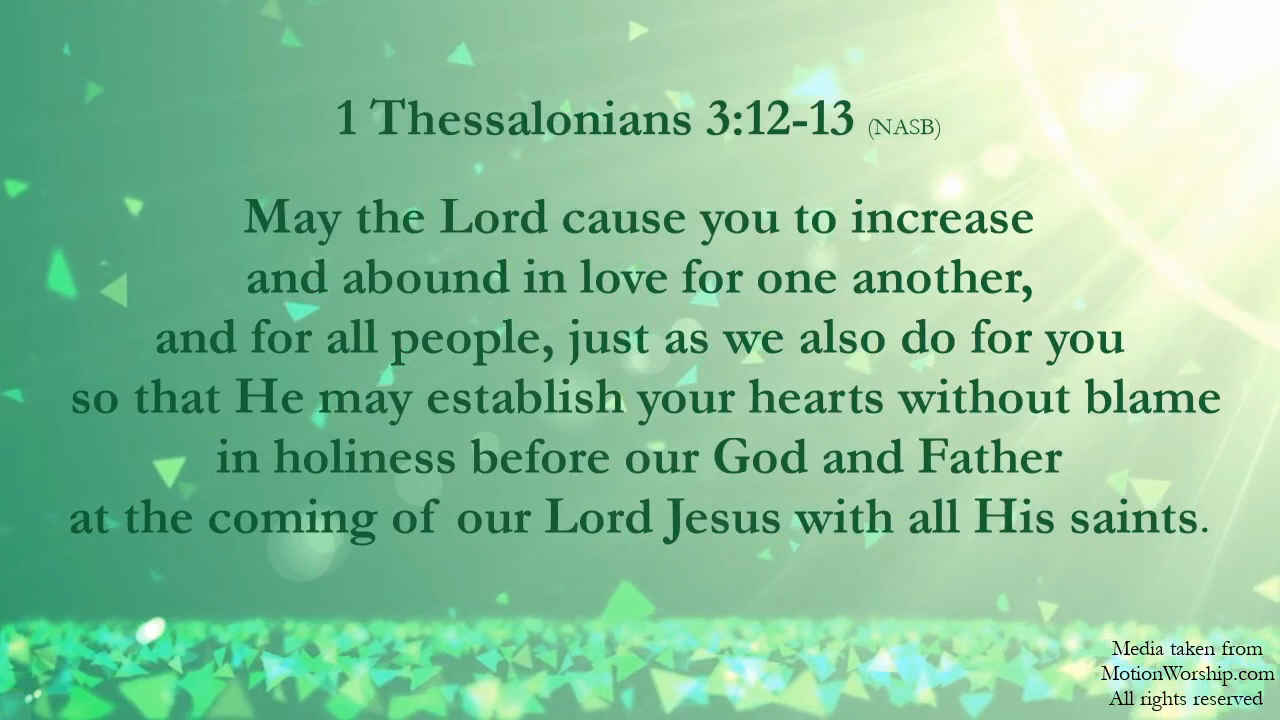 1 Thessalonians 3:12-13 (NASB)
May the Lord cause you to increase
and abound in love for one another,
and for all people, just as we also do for you
so that He may establish your hearts without blame
in holiness before our God and Father
at the coming of our Lord Jesus with all His saints.
Media taken from
MotionWorship.com
All rights reserved